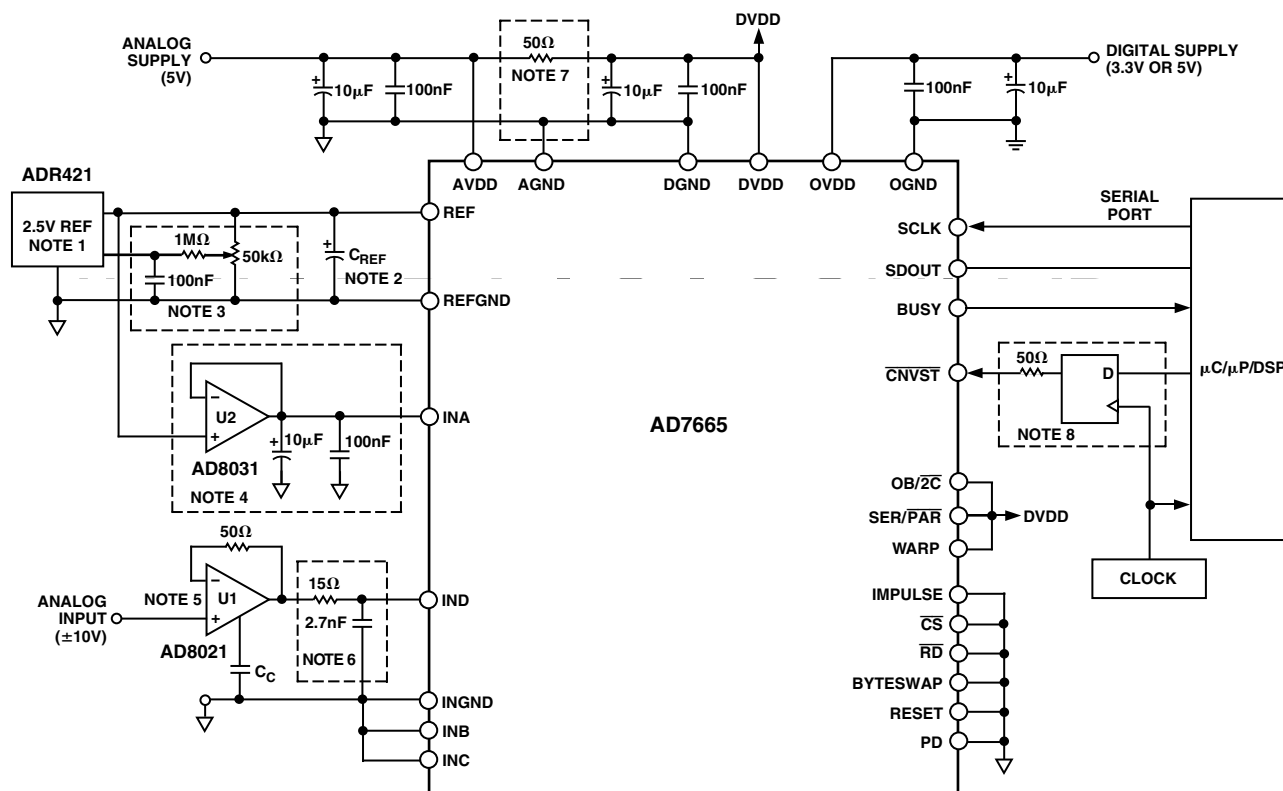 ANALOG
SUPPLY
(5V)
10μF
100nF
50Ω
NOTE 7
10μF
100nF
DVDD
DIGITAL SUPPLY
(3.3V OR 5V)
100nF
10μF
AVDD
AGND
DGND
DVDD
OVDD
OGND
ADR421
2.5V REF
NOTE 1
1MΩ
50kΩ
100nF
NOTE 3
CREF
NOTE 2
REF
REFGND
U2
AD8031
10μF
100nF
NOTE 4
INA
AD7665
SERIAL
PORT
SCLK
SDOUT
BUSY
CNVST
50Ω
D
NOTE 8
μC/μP/DSP
CLOCK
OB/2C
SER/PAR
WARP
DVDD
IMPULSE
CS
RD
BYTESWAP
RESET
PD
50Ω
ANALOG
INPUT
(±10V)
NOTE 5
U1
AD8021
CC
15Ω
2.7nF
NOTE 6
IND
INGND
INB
INC